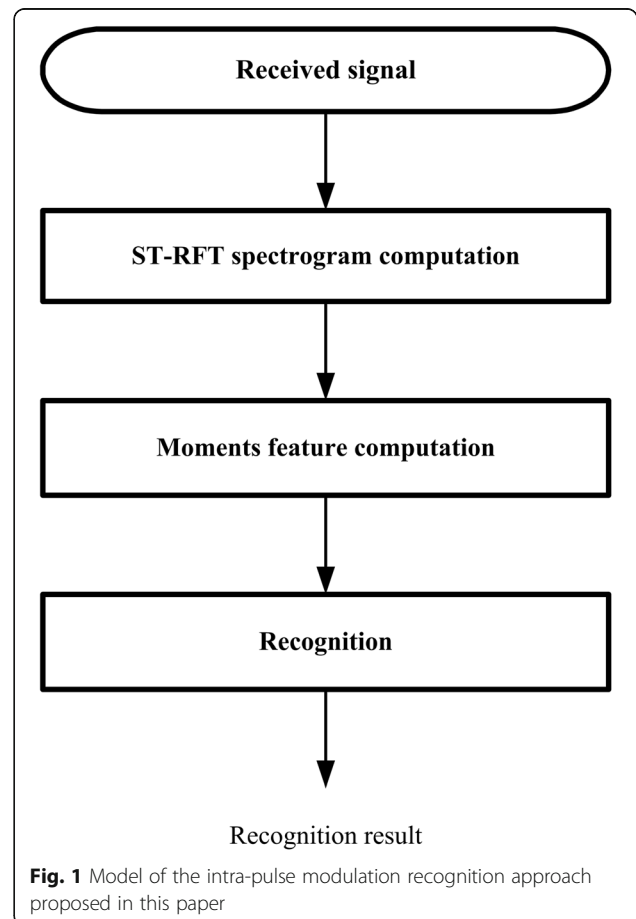 Received signal
ST-RFT spectrogram computation
Moments feature computation
Recognition
Recognition result
Fig. 1 Model of the intra-pulse modulation recognition approach
proposed in this paper